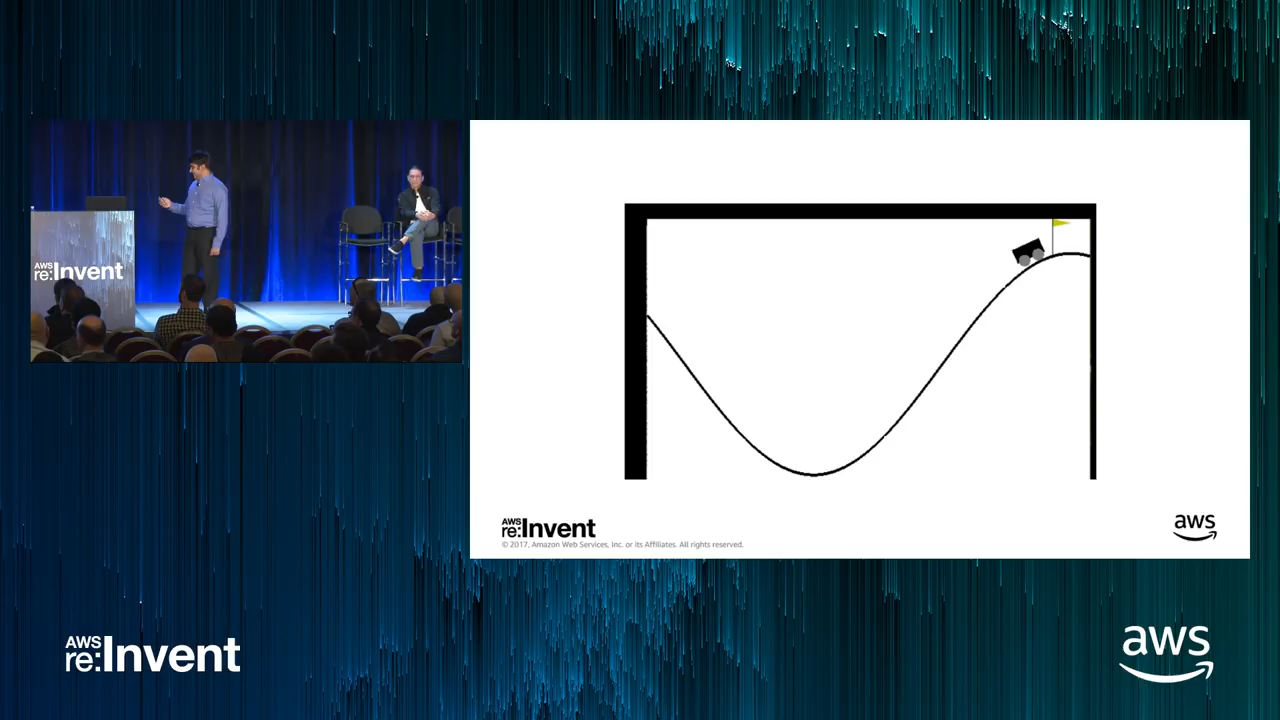 AWS
re:Invent
AWS
re:Invent
© 2017, Amazon Web Services, Inc. or its Affiliates. All rights reserved.
aws
AWS
re:Invent
aws